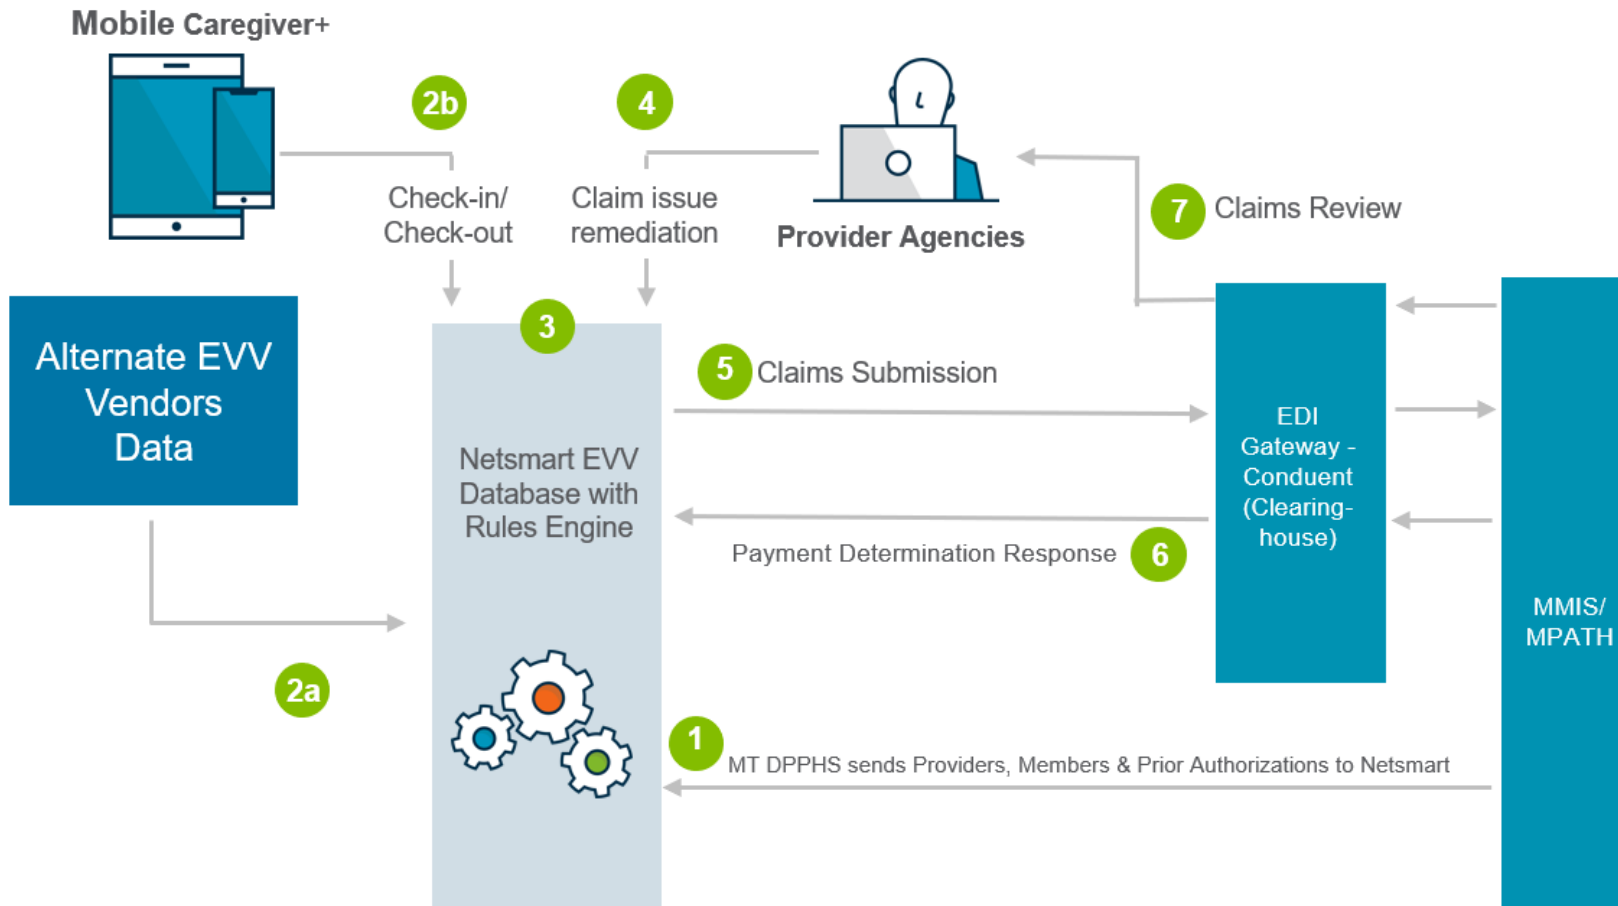 Mobile Caregiver+
2b
4
Check-in/
Check-out
Claim issue
remediation
Provider Agencies
7
Claims Review
Alternate EVV
Vendors
Data
3
5
Claims Submission
Netsmart EVV
Database with
Rules Engine
EDI
Gateway -
Conduent
(Clearing-
house)
Payment Determination Response
6
MMIS/
MPATH
2a
1
MT DPPHS sends Providers, Members & Prior Authorizations to Netsmart